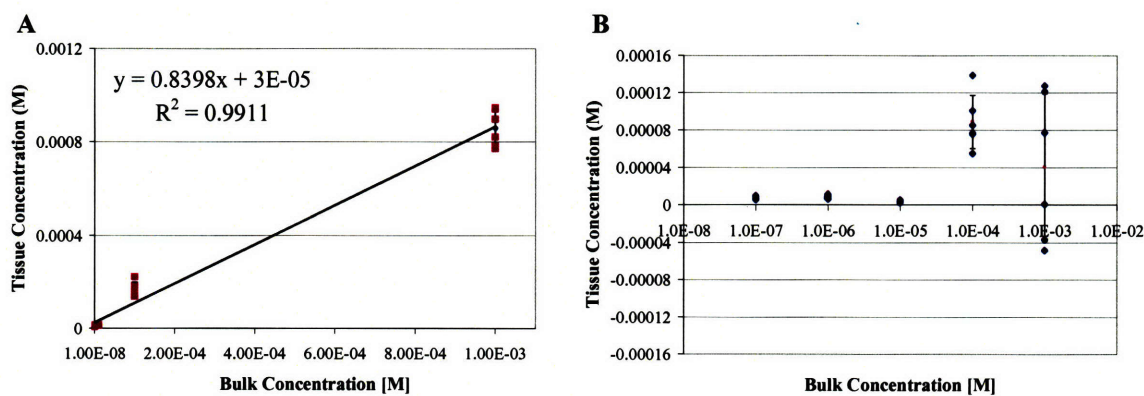 A
0.0012
0.0008
0.0004
0
y = 0.8398x + 3E-05
R² = 0.9911
Tissue Concentration (M)
1.00E-08 2.00E-04 4.00E-04 6.00E-04 8.00E-04 1.00E-03
Bulk Concentration [M]
B
0.00016
0.00012
0.00008
0.00004
0
1.0E-08 1.0E-07 1.0E-06 1.0E-05 1.0E-04 1.0E-03 1.0E-02
-0.00004
-0.00008
-0.00012
-0.00016
Tissue Concentration (M)
Bulk Concentration [M]